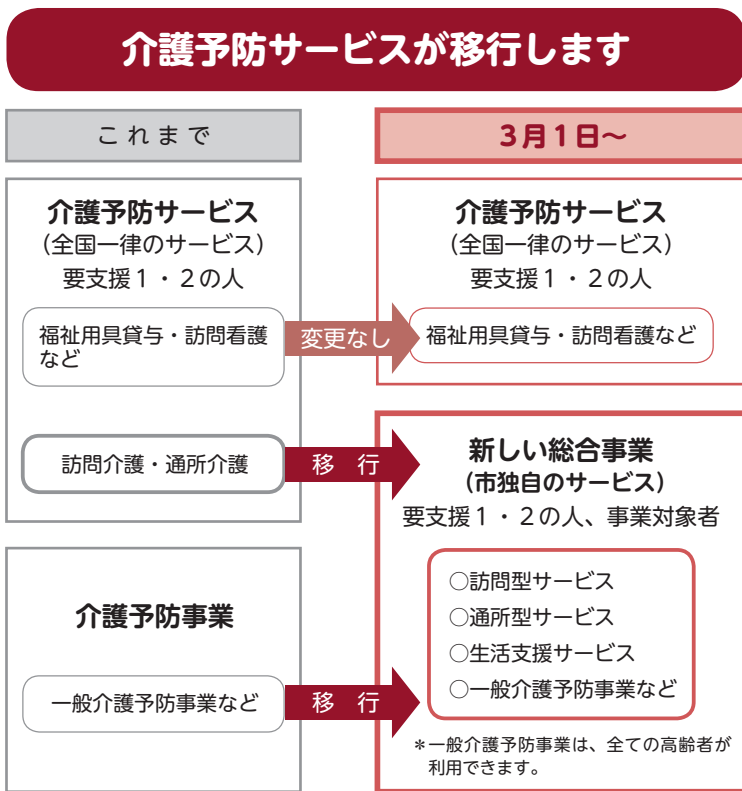 介護予防サービスが移行します
これまで
介護予防サービス
(全国一律のサービス)
要支援1・2の人
福祉用具貸与・訪問看護
など
訪問介護・通所介護
介護予防事業
一般介護予防事業など
変更なし
移行
移行
3月1日~
介護予防サービス
(全国一律のサービス)
要支援1・2の人
福祉用具貸与・訪問看護など
新しい総合事業
(市独自のサービス)
要支援1・2の人、事業対象者
○訪問型サービス
○通所型サービス
○生活支援サービス
○一般介護予防事業など
*一般介護予防事業は、全ての高齢者が
利用できます。